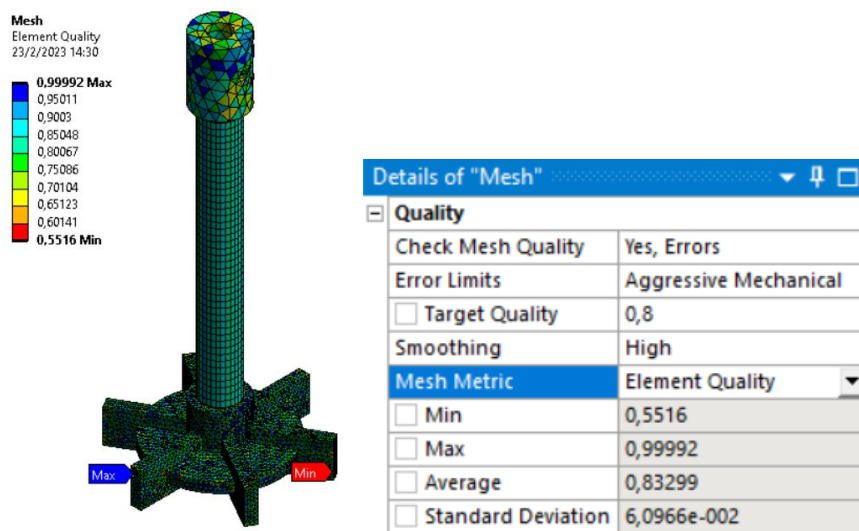 Mesh
Element Quality
23/2/2023 14:30
0,99992 Max
0,95011
0,9003
0,85048
0,80067
0,75086
0,70104
0,65123
0,60141
0,5516 Min
Max
Min
Details of "Mesh"
Quality
Check Mesh Quality Yes, Errors
Error Limits Aggressive Mechanical
Target Quality 0,8
Smoothing High
Mesh Metric Element Quality
Min 0,5516
Max 0,99992
Average 0,83299
Standard Deviation 6,0966e-002